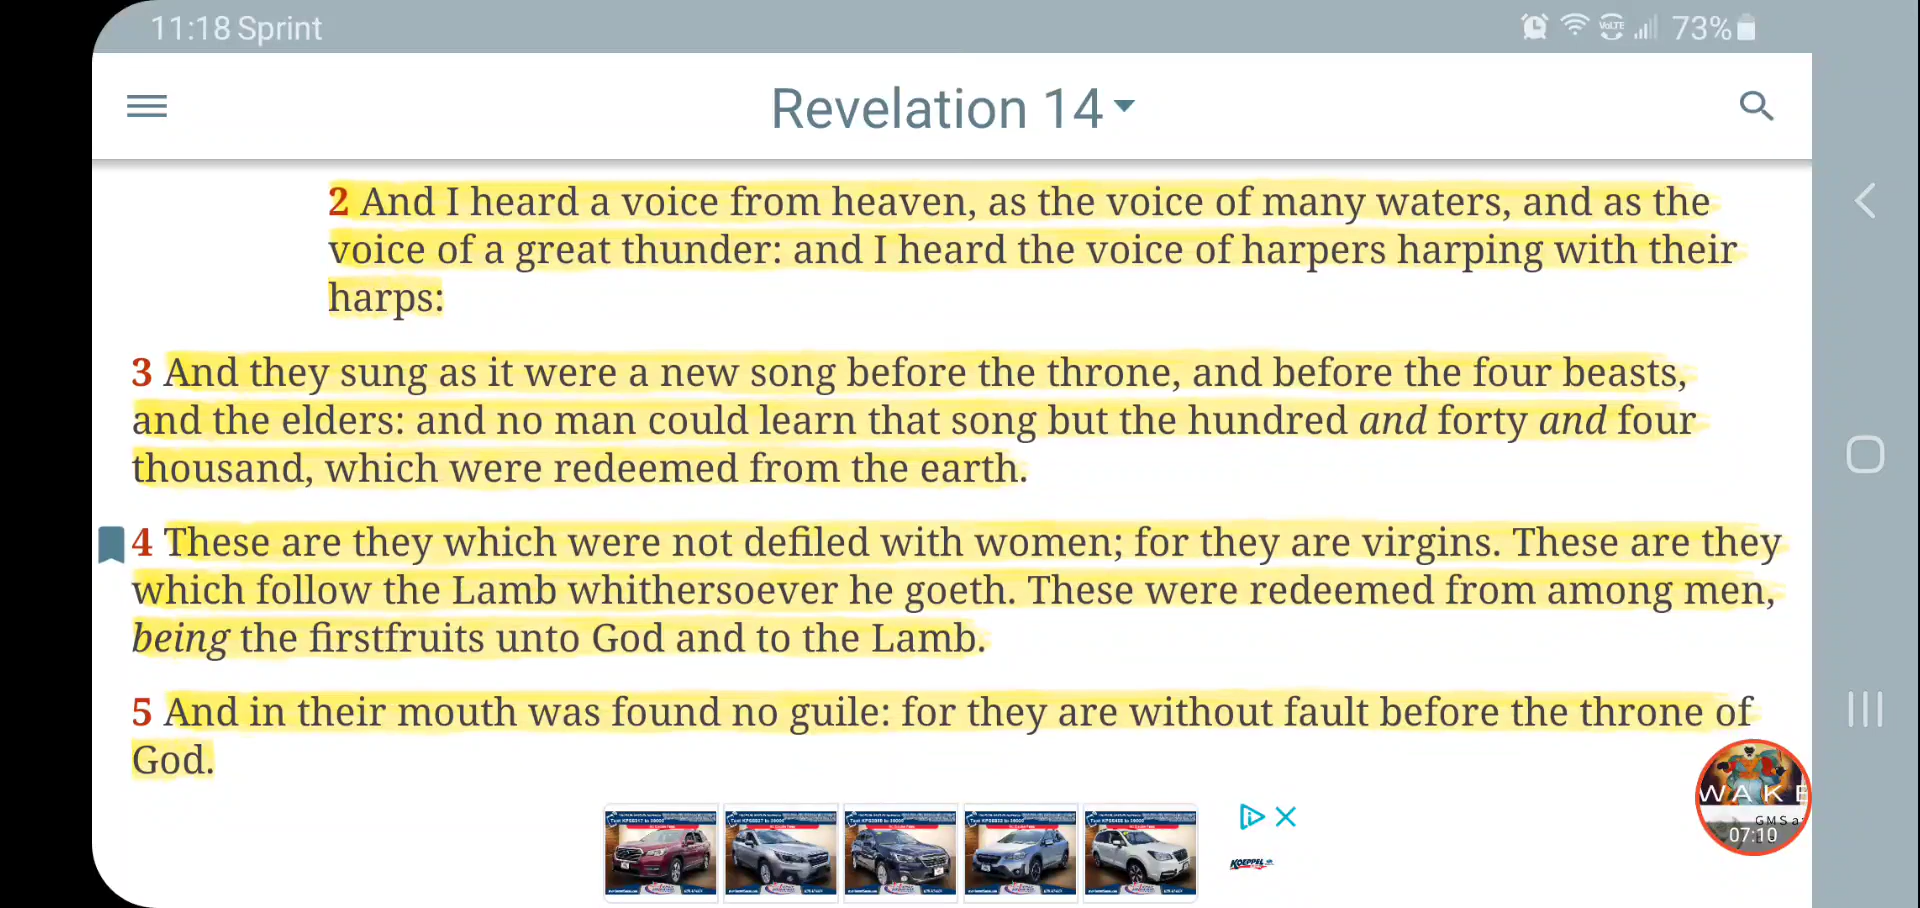 11:18 Sprint
VoLTE
73%
Revelation 14
2 And I heard a voice from heaven, as the voice of many waters, and as the
voice of a great thunder: and I heard the voice of harpers harping with their
harps:
3 And they sung as it were a new song before the throne, and before the four beasts,
and the elders: and no man could learn that song but the hundred and forty and four
thousand, which were redeemed from the earth.
4 These are they which were not defiled with women; for they are virgins. These are they
which follow the Lamb whithersoever he goeth. These were redeemed from among men,
being the firstfruits unto God and to the Lamb.
5 And in their mouth was found no guile: for they are without fault before the throne of
God.
WAKE
GMS a
07:10
KOEPPEL